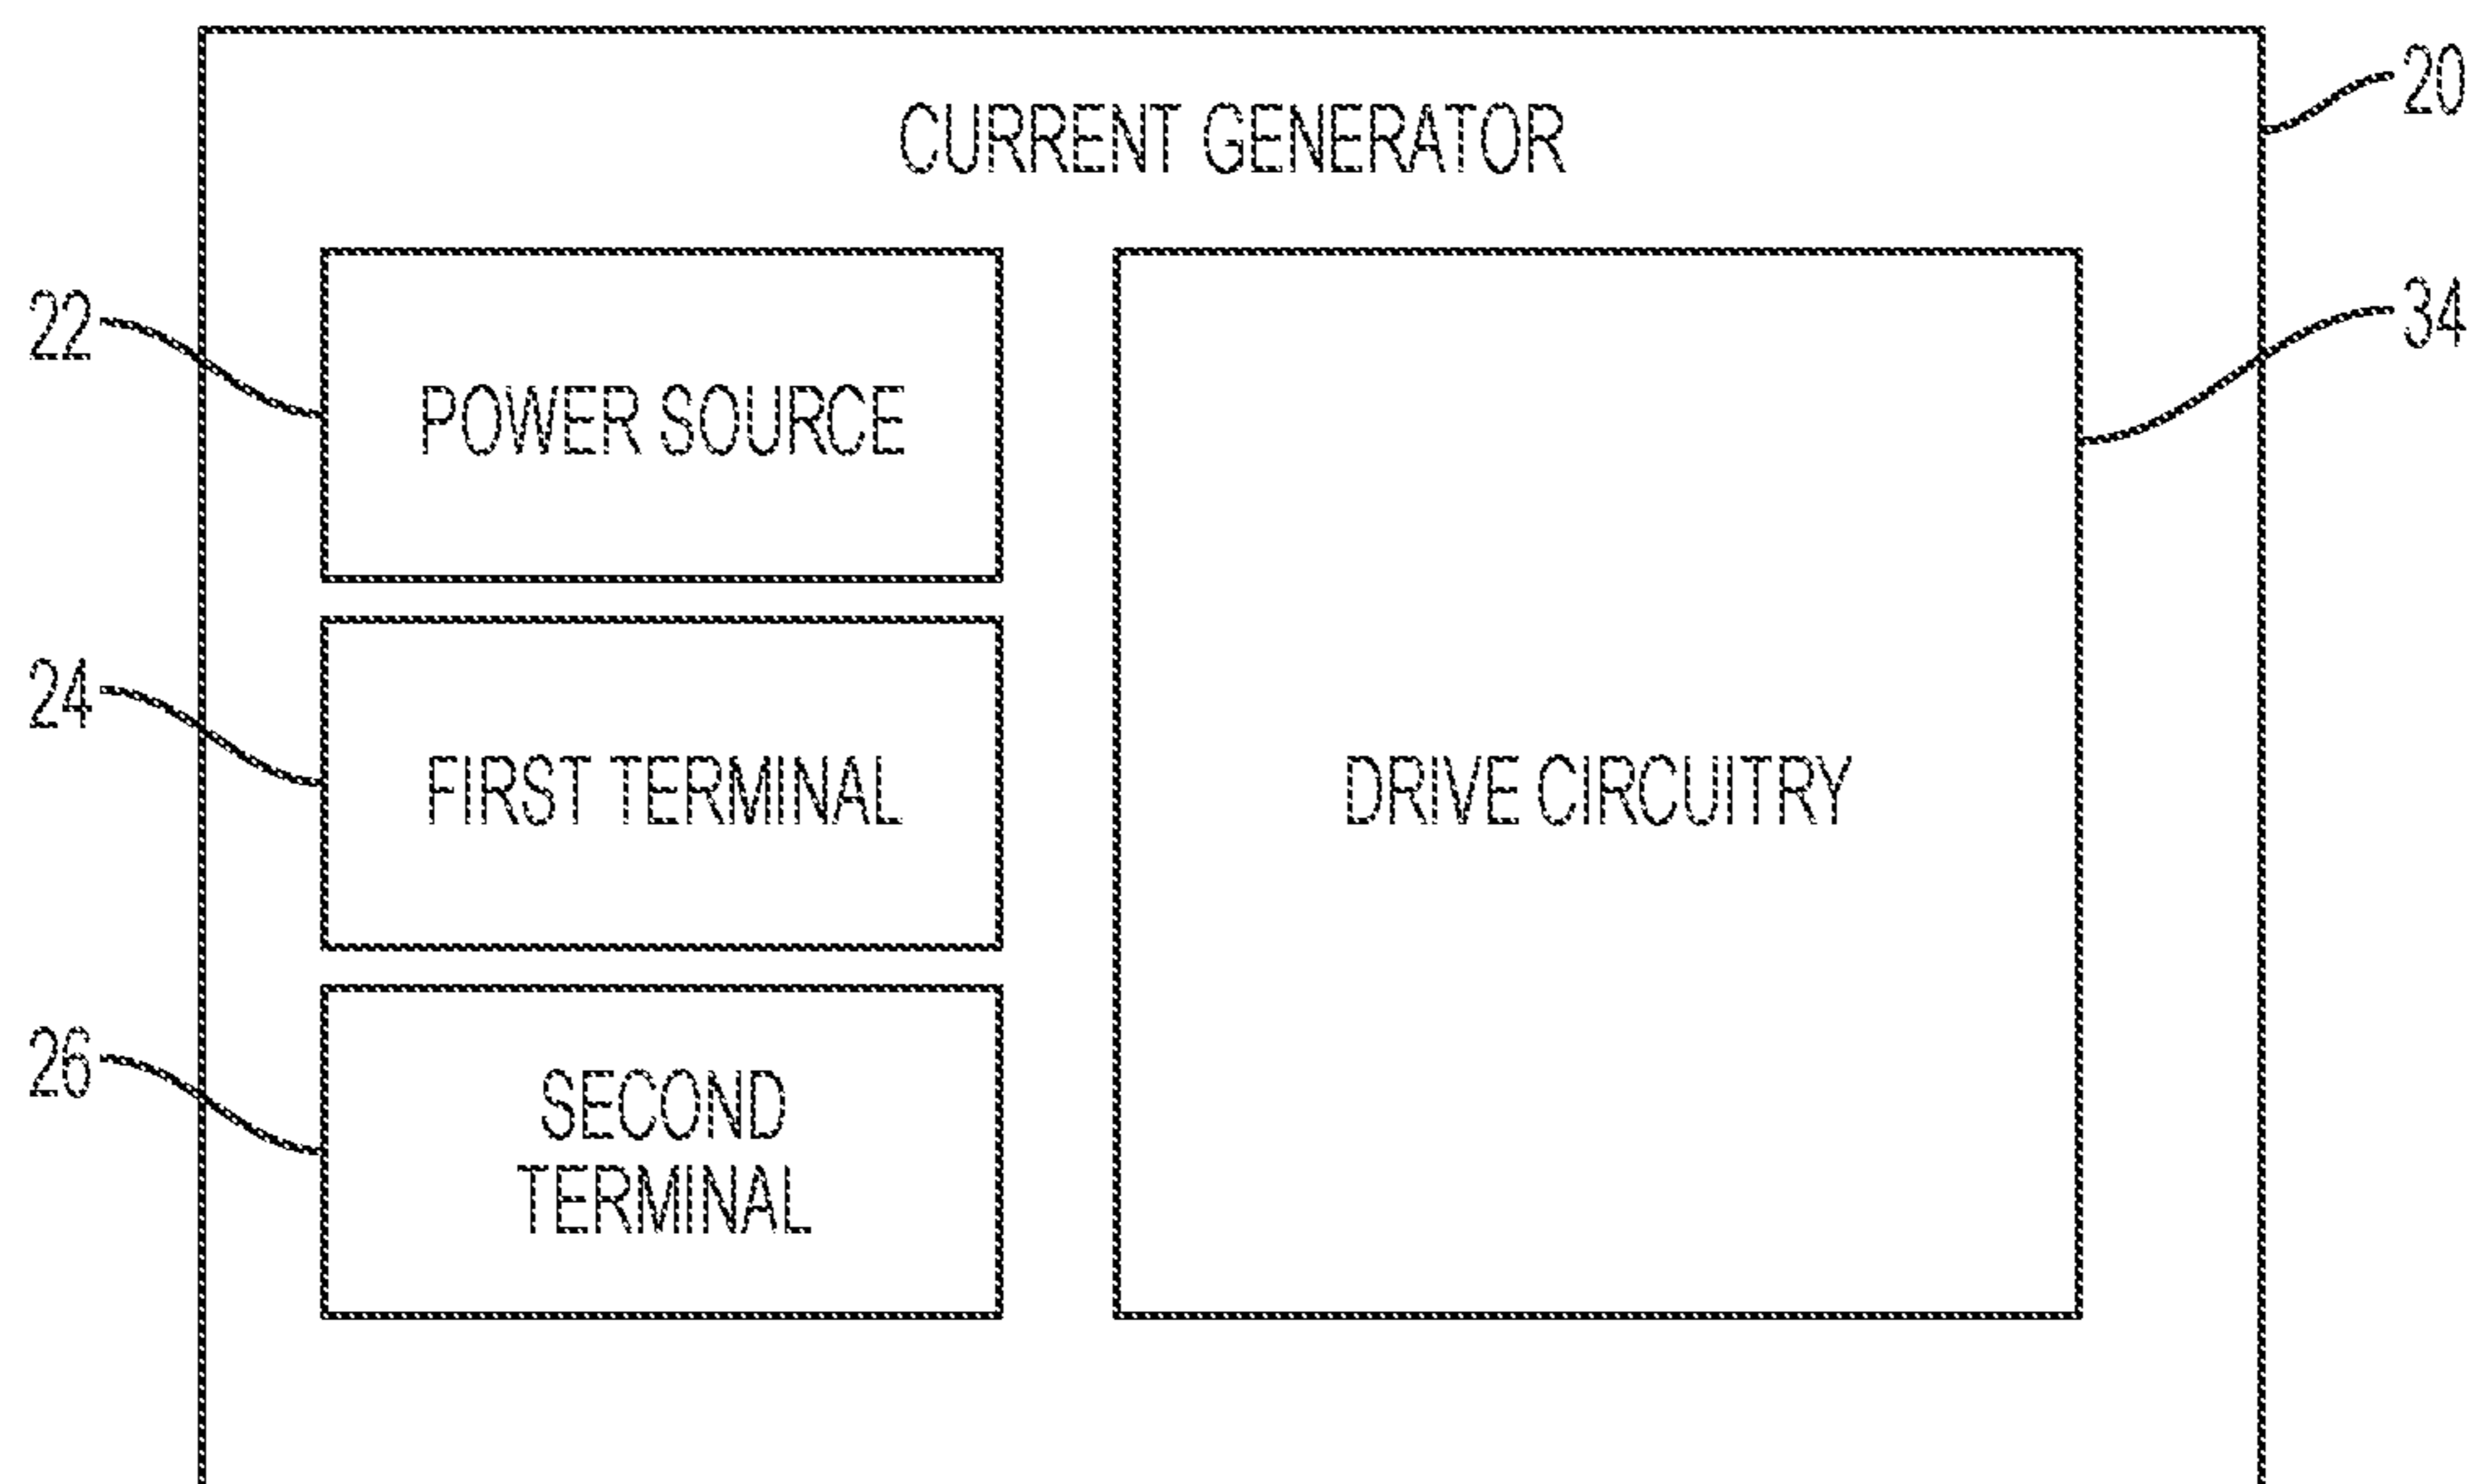 20
CURRENT GENERATOR
22
34
POWER SOURCE
24
FIRST TERMINAL
DRIVE CIRCUITRY
26
SECOND
TERMINAL